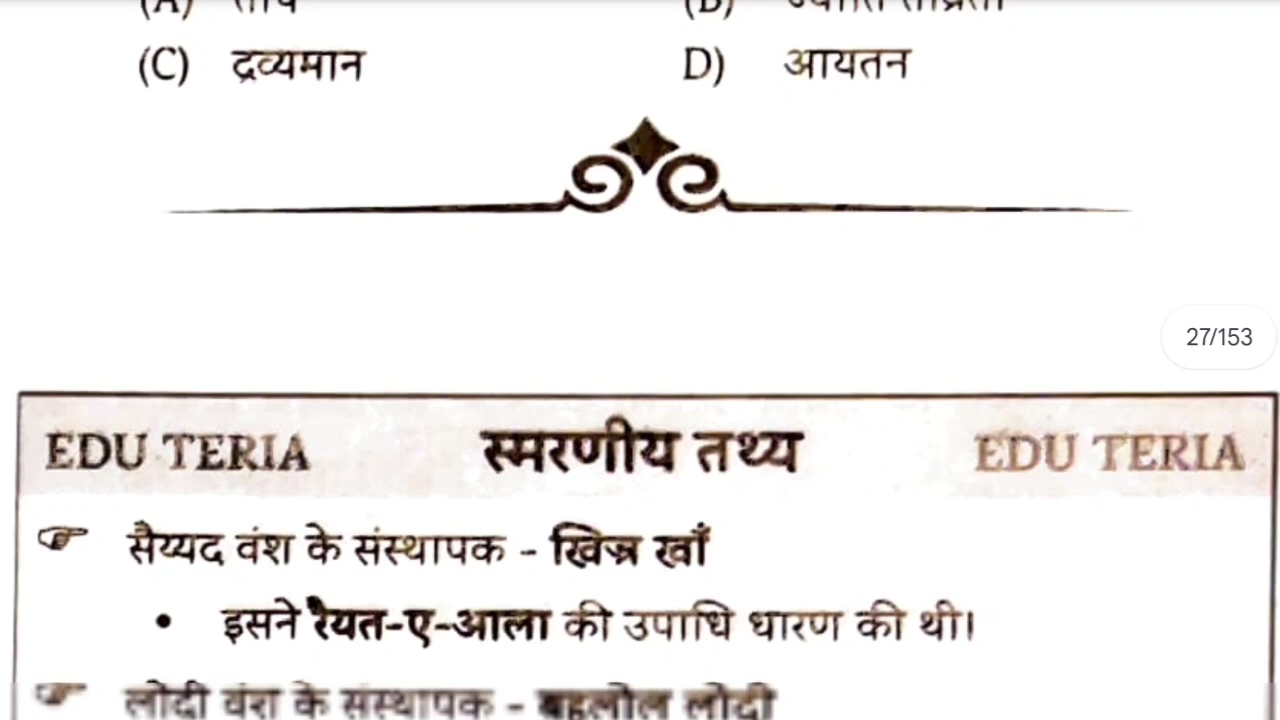 (A) ताप (B) ज्योति तीव्रता
(C) द्रव्यमान D) आयतन
27/153
EDU TERIA स्मरणीय तथ्य EDU TERIA
सैय्यद वंश के संस्थापक - खिज्र खाँ
• इसने रैयत-ए-आला की उपाधि धारण की थी।
लोदी वंश के संस्थापक - बहलोल लोदी